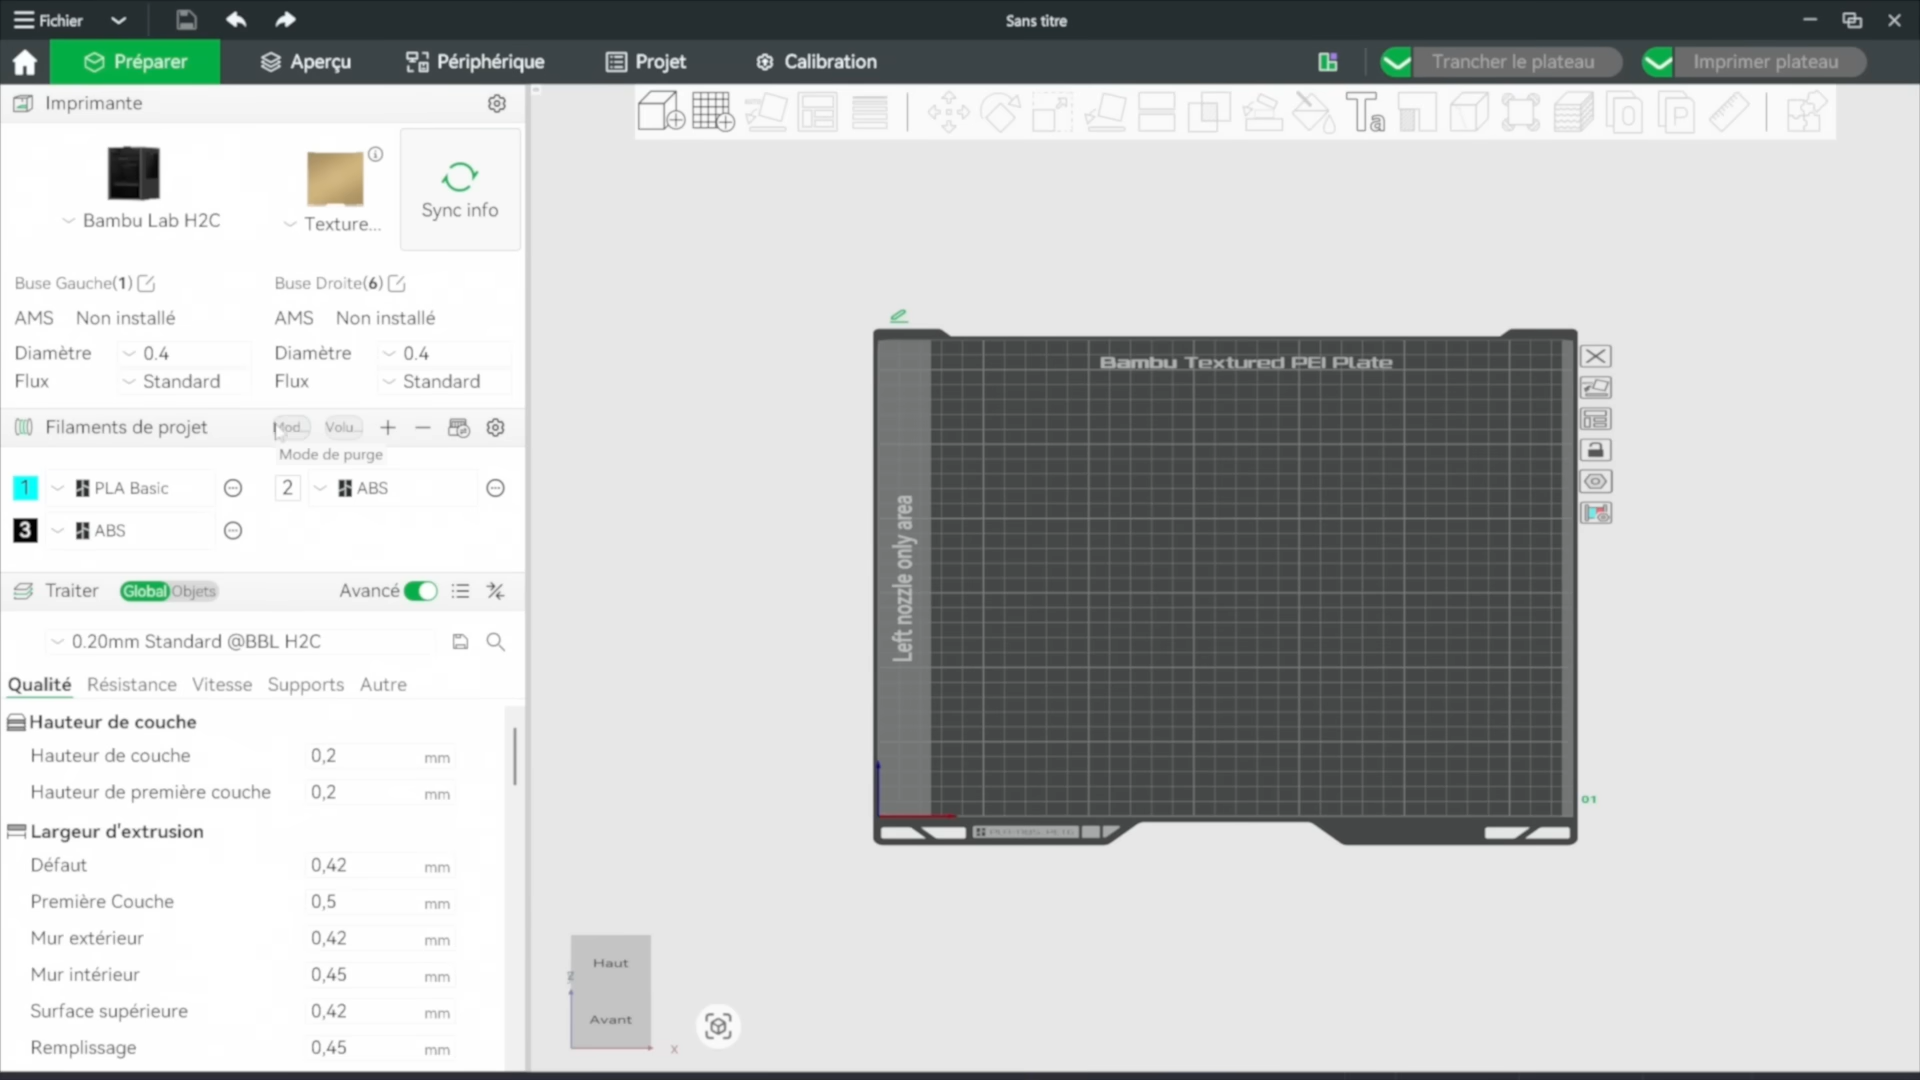 Fichier
Sans titre
Préparer
Aperçu
Périphérique
Projet
Calibration
Trancher le plateau
Imprimer plateau
Imprimante
Bambu Lab H2C
Texture...
Sync info
Buse Gauche(1)
Buse Droite(6)
AMS Non installé
AMS Non installé
Diamètre 0.4
Diamètre 0.4
Flux Standard
Flux Standard
Filaments de projet
Mod...
Volu...
Mode de purge
1 PLA Basic
2 ABS
3 ABS
Traiter
Global
Objets
Avancé
0.20mm Standard @BBL H2C
Qualité
Résistance
Vitesse
Supports
Autre
Hauteur de couche
Hauteur de couche 0,2 mm
Hauteur de première couche 0,2 mm
Largeur d'extrusion
Défaut 0,42 mm
Première Couche 0,5 mm
Mur extérieur 0,42 mm
Mur intérieur 0,45 mm
Surface supérieure 0,42 mm
Remplissage 0,45 mm
Bambu Textured PEI Plate
Left nozzle only area
01
Haut
Avant
Z
X